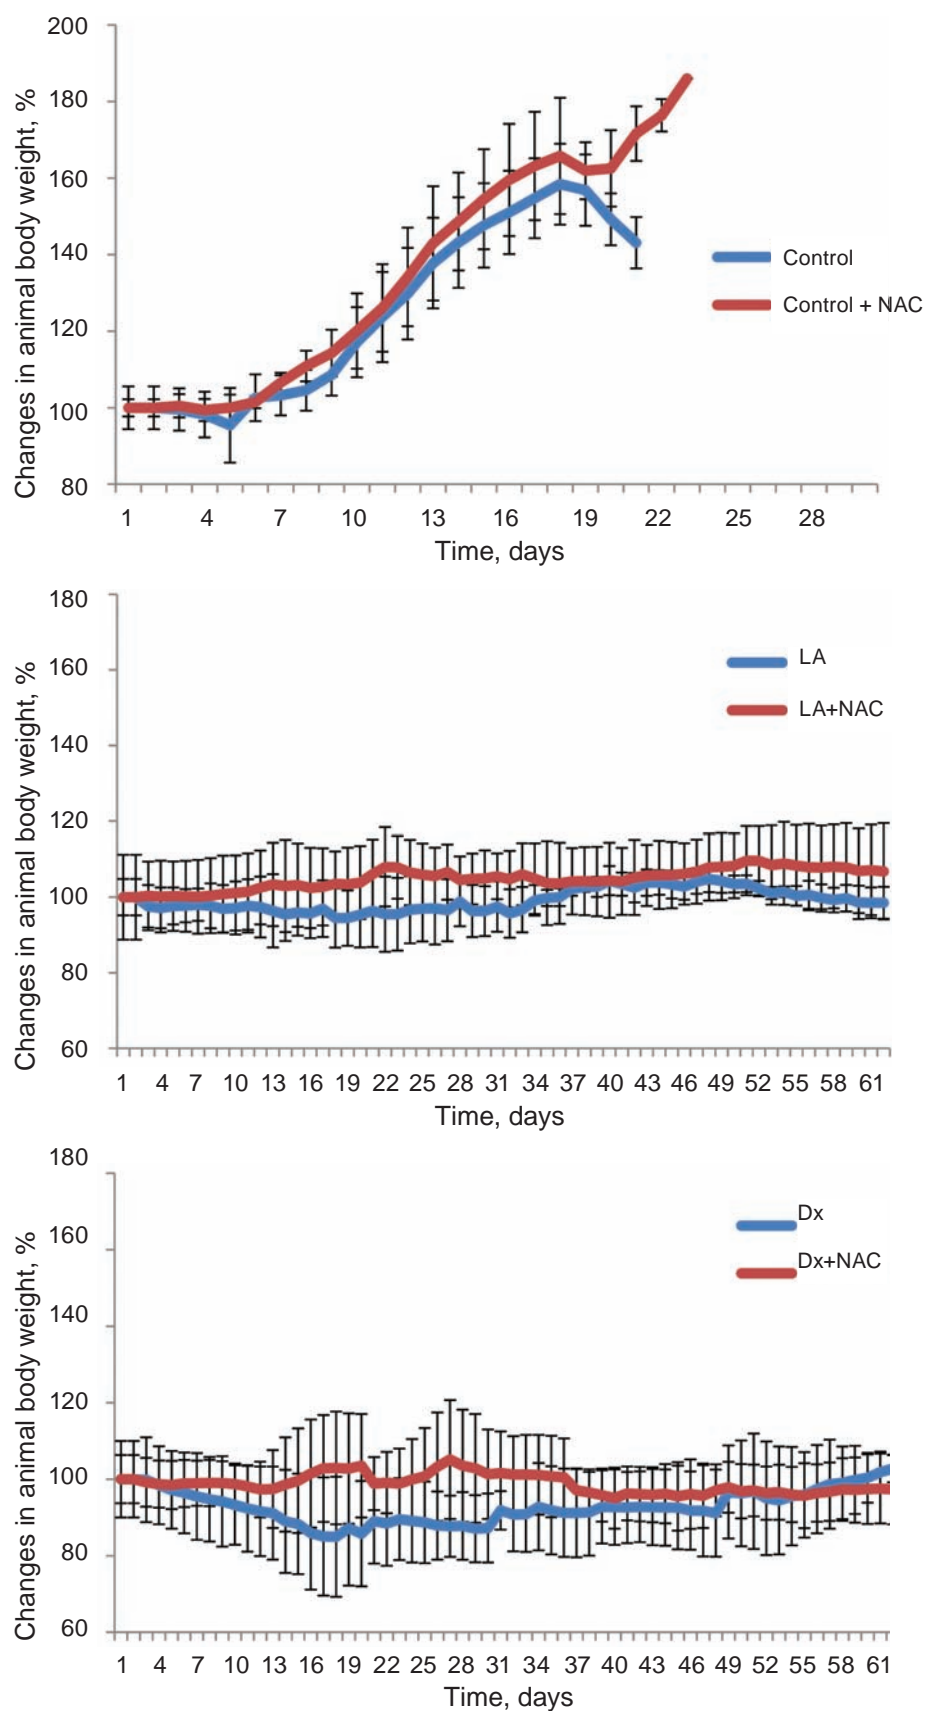 Changes in animal body weight, %
200
180
160
140
120
100
80
1 4 7 10 13 16 19 22 25 28
Time, days
Control
Control + NAC
Changes in animal body weight, %
180
160
140
120
100
80
60
1 4 7 10 13 16 19 22 25 28 31 34 37 40 43 46 49 52 55 58 61
Time, days
LA
LA+NAC
Changes in animal body weight, %
180
160
140
120
100
80
60
1 4 7 10 13 16 19 22 25 28 31 34 37 40 43 46 49 52 55 58 61
Time, days
Dx
Dx+NAC